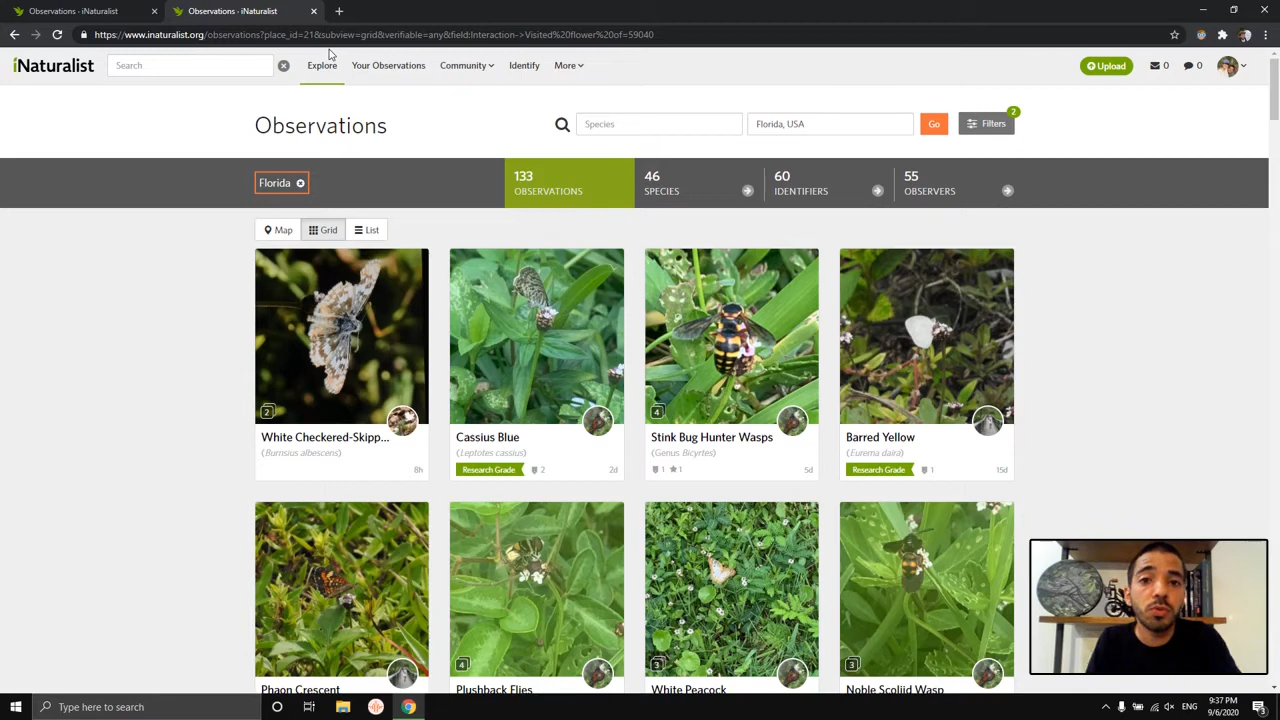 Observations · iNaturalist
Observations · iNaturalist
https://www.inaturalist.org/observations?place_id=21&subview=grid&verifiable=any&field:Interaction->Visited%20flower%20of=59040
iNaturalist
Search
Explore
Your Observations
Community
Identify
More
Upload
0
0
Observations
Species
Florida, USA
Go
Filters
2
Florida
133
OBSERVATIONS
46
SPECIES
60
IDENTIFIERS
55
OBSERVERS
Map
Grid
List
2
4
White Checkered-Skipp...
(Burnsius albescens)
8h
Cassius Blue
(Leptotes cassius)
Research Grade
2
2d
Stink Bug Hunter Wasps
(Genus Bicyrtes)
1
1
5d
Barred Yellow
(Eurema daira)
Research Grade
1
15d
4
3
3
Phaon Crescent
Plushback Flies
White Peacock
Noble Scoliid Wasp
Type here to search
ENG
9:37 PM
9/6/2020
3